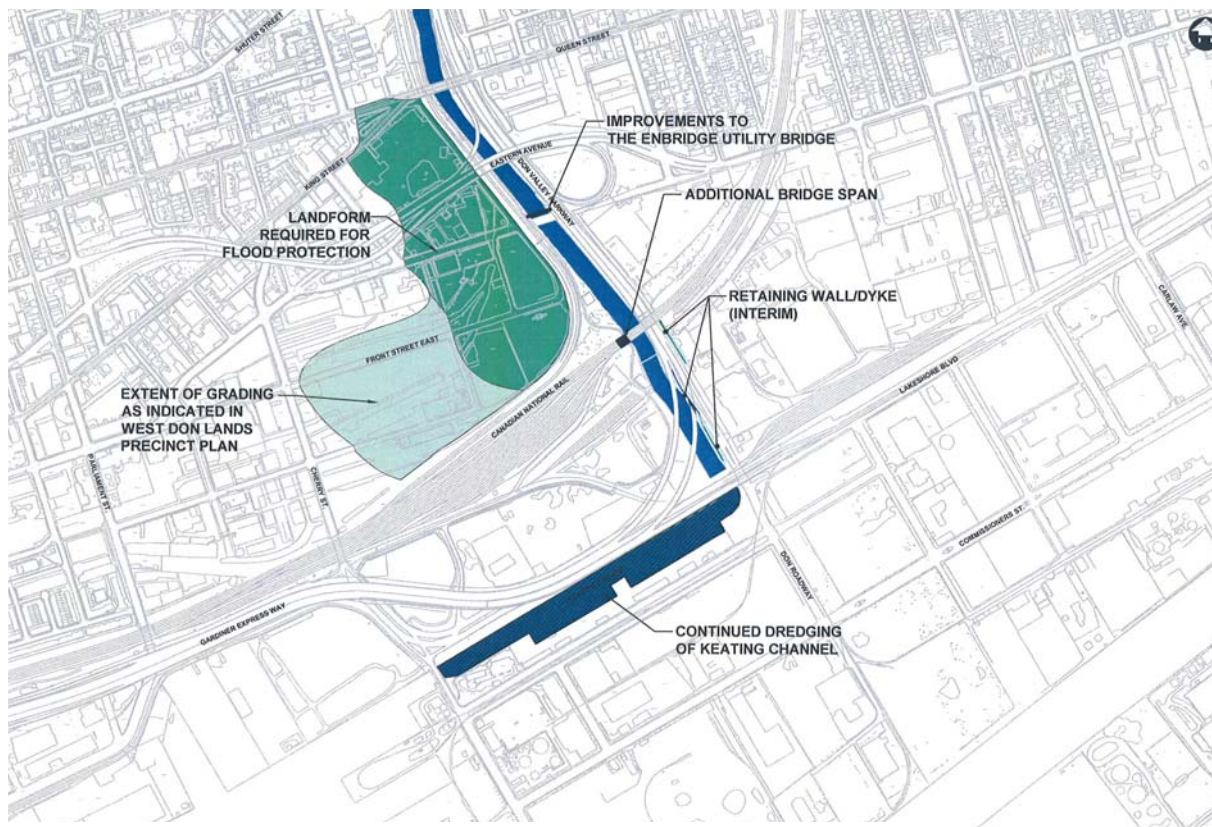 SHUTER STREET
QUEEN STREET
IMPROVEMENTS TO
THE ENBRIDGE UTILITY BRIDGE
EASTERN AVENUE
DON VALLEY PARKWAY
KING STREET
ADDITIONAL BRIDGE SPAN
LANDFORM
REQUIRED FOR
FLOOD PROTECTION
RETAINING WALL/DYKE
(INTERIM)
CARLAW AVE.
FRONT STREET EAST
LAKESHORE BLVD
CANADIAN NATIONAL RAIL
EXTENT OF GRADING
AS INDICATED IN
WEST DON LANDS
PRECINCT PLAN
PARLIAMENT ST.
CHERRY ST.
COMMISSIONERS ST.
DON ROADWAY
GARDINER EXPRESS WAY
CONTINUED DREDGING
OF KEATING CHANNEL